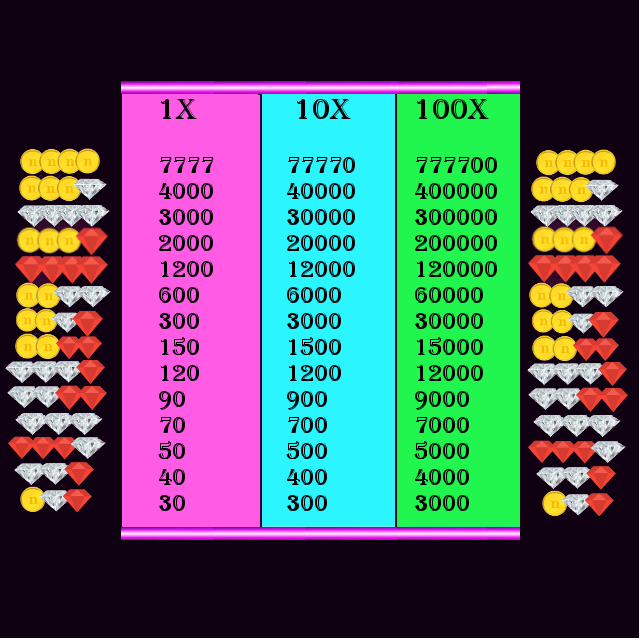 1X 10X 100X
n n n n 7777 77770 777700 n n n n
n n n 4000 40000 400000 n n n
3000 30000 300000
n n n 2000 20000 200000 n n n
1200 12000 120000
n n 600 6000 60000 n n
n n 300 3000 30000 n n
n n 150 1500 15000 n n
120 1200 12000
90 900 9000
70 700 7000
50 500 5000
40 400 4000
n 30 300 3000 n